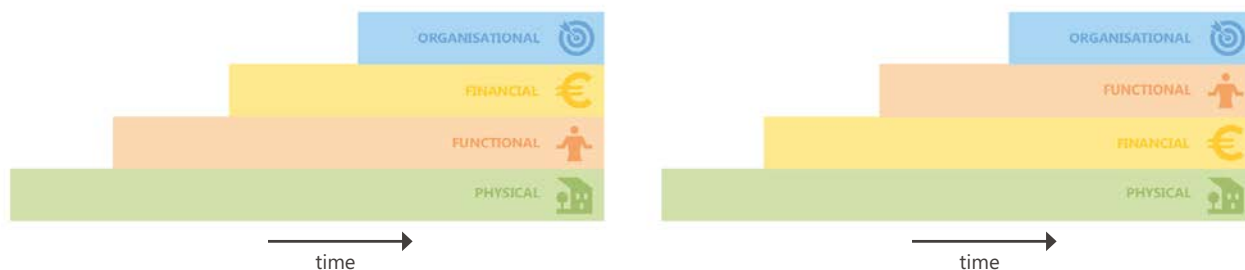 ORGANISATIONAL
FINANCIAL
FUNCTIONAL
PHYSICAL
time
ORGANISATIONAL
FUNCTIONAL
FINANCIAL
PHYSICAL
time